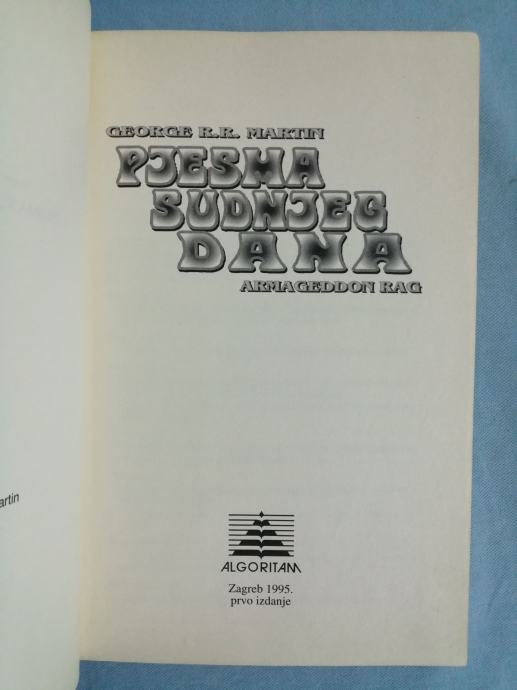 GEORGE R.R. MARTIN
PJESMA
SUDNJEG
DANA
ARMAGEDDON RAG
artin
ALGORITAM
Zagreb 1995.
prvo izdanje